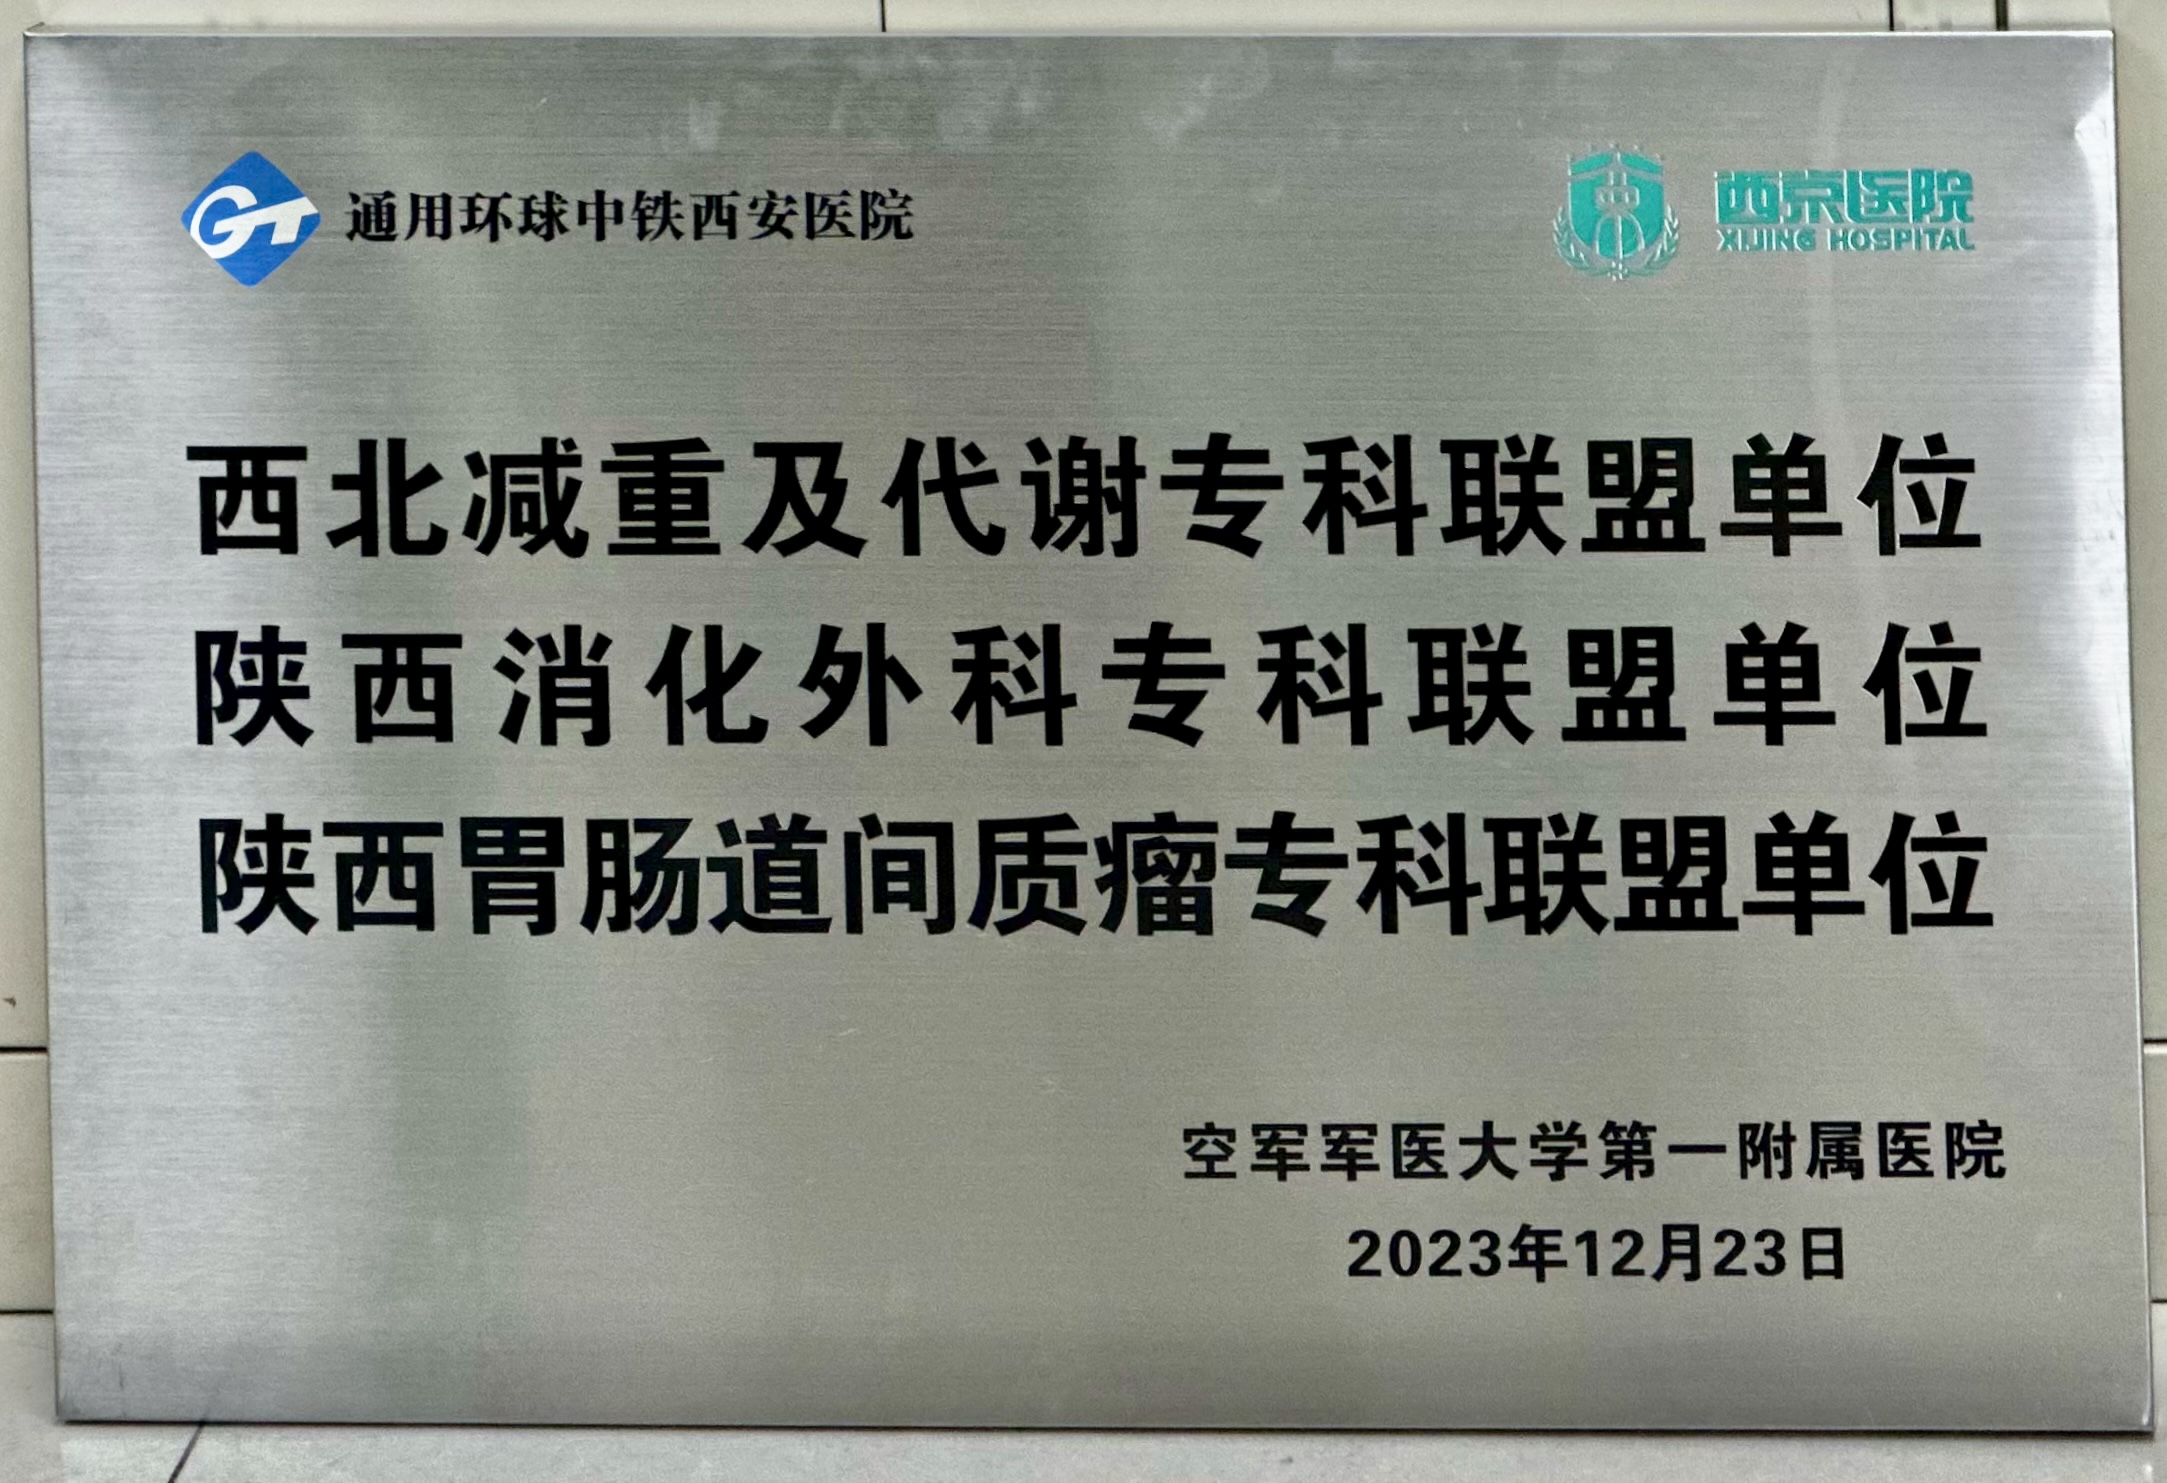 GT 通用环球中铁西安医院
西京医院
XIJING HOSPITAL
西北减重及代谢专科联盟单位
陕西消化外科专科联盟单位
陕西胃肠道间质瘤专科联盟单位
空军军医大学第一附属医院
2023年12月23日